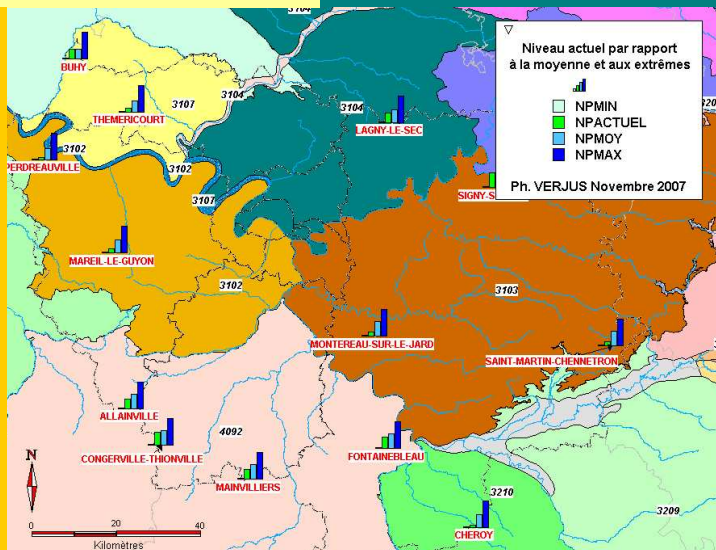 3104
Niveau actuel par rapport
à la moyenne et aux extrêmes
NPMIN
NPACTUEL
NPMOY
NPMAX
Ph. VERJUS Novembre 2007
BUHY
3107
3104
3104
THEMERICOURT
LAGNY-LE-SEC
3102
3102
PERDREAUVILLE
3107
MAREIL-LE-GUYON
3102
3103
MONTEREAU-SUR-LE-JARD
SAINT-MARTIN-CHENNETRON
ALLAINVILLE
4092
CONGERVILLE-THIONVILLE
FONTAINEBLEAU
MAINVILLIERS
3210
3209
CHEROY
N
0 20 40
Kilomètres